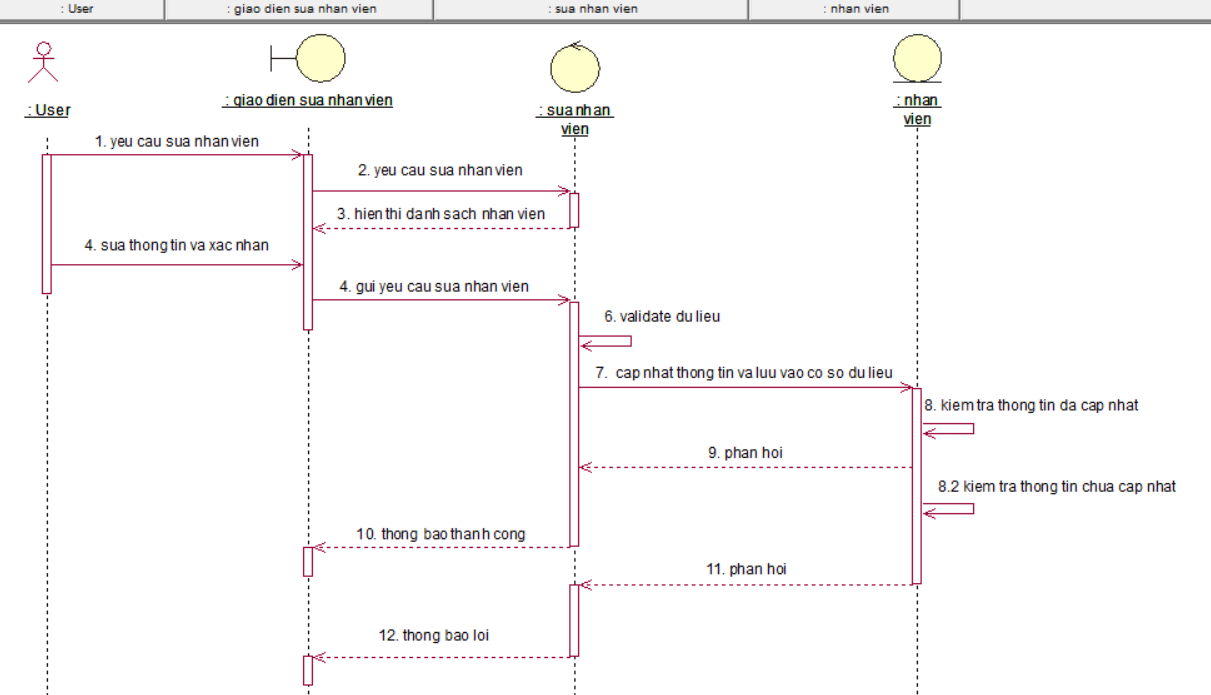 : User
: giao dien sua nhan vien
: sua nhan vien
: nhan vien
: User
: giao dien sua nhan vien
: sua nhan
vien
: nhan
vien
1. yeu cau sua nhan vien
2. yeu cau sua nhan vien
3. hien thi danh sach nhan vien
4. sua thong tin va xac nhan
4. gui yeu cau sua nhan vien
6. validate du lieu
7. cap nhat thong tin va luu vao co so du lieu
8. kiem tra thong tin da cap nhat
9. phan hoi
8.2 kiem tra thong tin chua cap nhat
10. thong bao thanh cong
11. phan hoi
12. thong bao loi